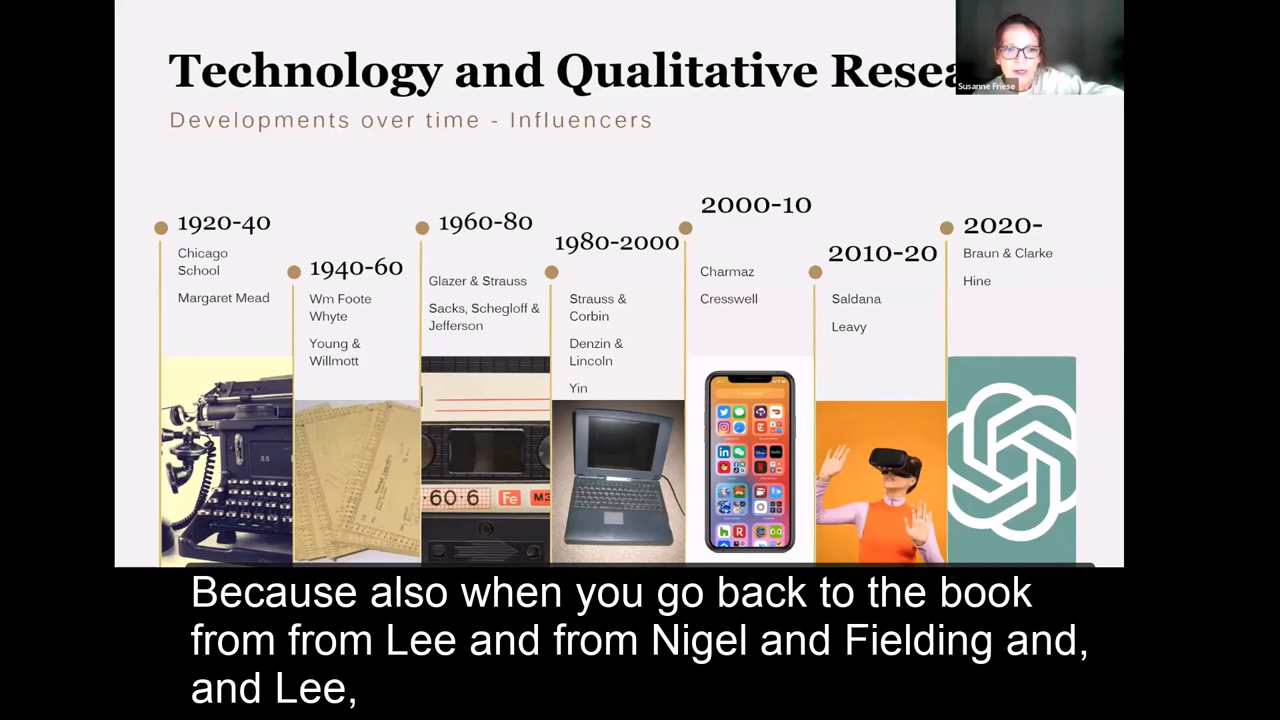 Technology and Qualitative Resea
Susanne Friese
Developments over time - Influencers
1920-40
Chicago
School
Margaret Mead
1940-60
Wm Foote
Whyte
Young &
Willmott
1960-80
Glazer & Strauss
Sacks, Schegloff &
Jefferson
1980-2000
Strauss &
Corbin
Denzin &
Lincoln
Yin
2000-10
Charmaz
Cresswell
2010-20
Saldana
Leavy
2020-
Braun & Clarke
Hine
55
60 6
Fe
Because also when you go back to the book
from from Lee and from Nigel and Fielding and,
and Lee,